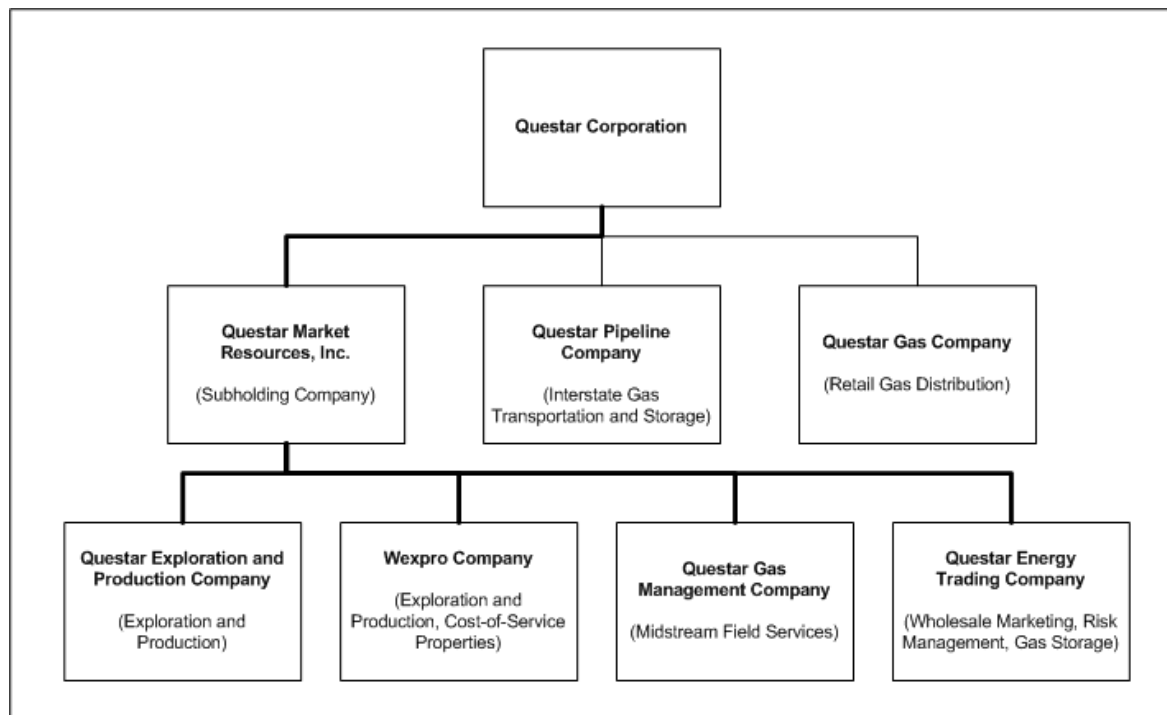 Questar Corporation
Questar Market
Resources, Inc.
(Subholding Company)
Questar Pipeline
Company
(Interstate Gas
Transportation and Storage)
Questar Gas Company
(Retail Gas Distribution)
Questar Exploration and
Production Company
(Exploration and
Production)
Wexpro Company
(Exploration and
Production, Cost-of-Service
Properties)
Questar Gas
Management Company
(Midstream Field Services)
Questar Energy
Trading Company
(Wholesale Marketing, Risk
Management, Gas Storage)